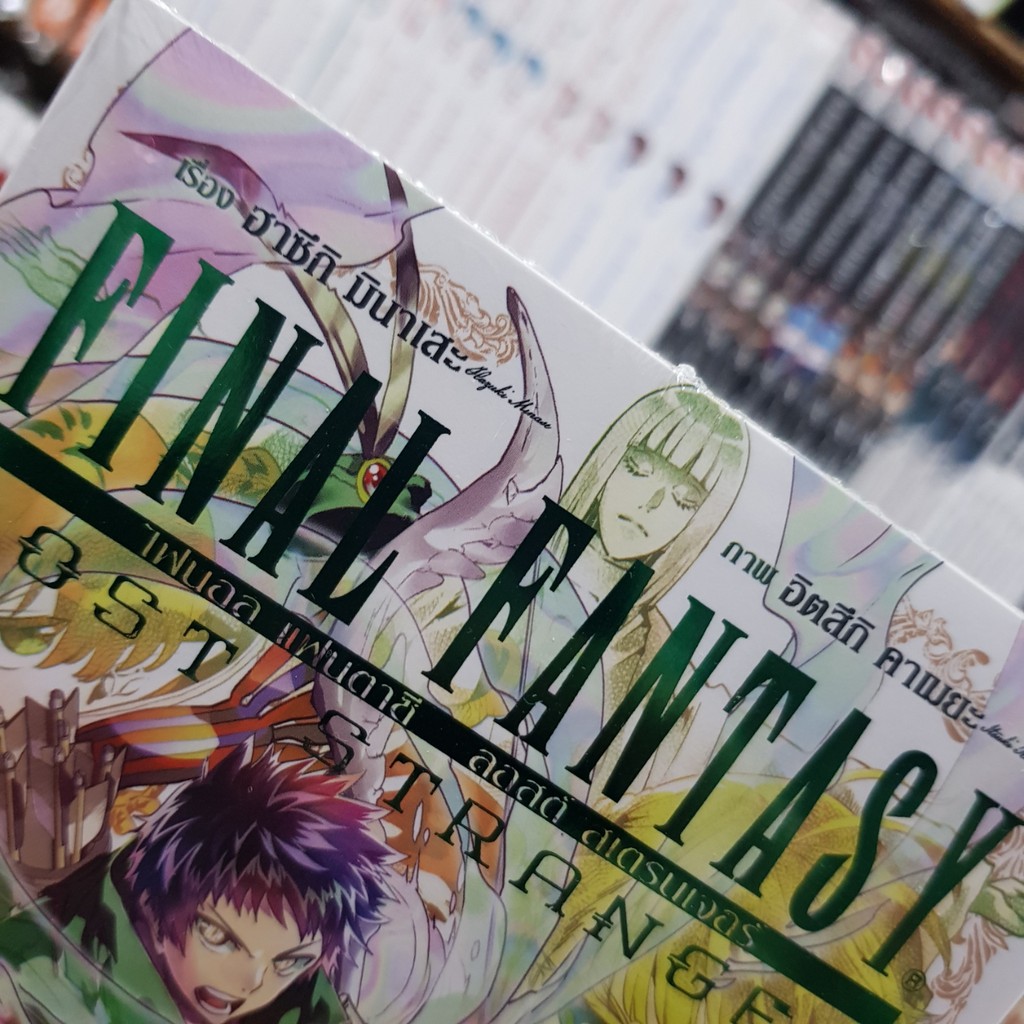 เรื่อง ฮาซึกิ มินาเสะ
Hazuki Minase
FINAL FANTASY®
ภาพ อิตสึกิ คาเมยะ
ไฟนอล แฟนตาซี ลอสต์ สเตรนเจอร์
OST STRANGE